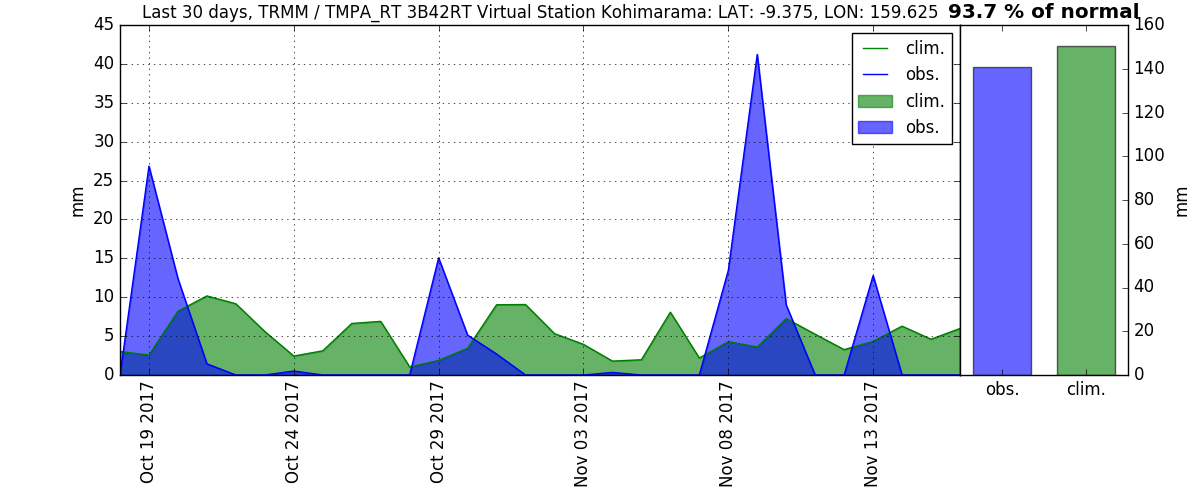 Last 30 days, TRMM / TMPA_RT 3B42RT Virtual Station Kohimarama: LAT: -9.375, LON: 159.625 93.7 % of normal
45
40
35
30
25
20
15
10
5
0
mm
clim.
obs.
clim.
obs.
Oct 19 2017
Oct 24 2017
Oct 29 2017
Nov 03 2017
Nov 08 2017
Nov 13 2017
160
140
120
100
80
60
40
20
0
mm
obs. clim.